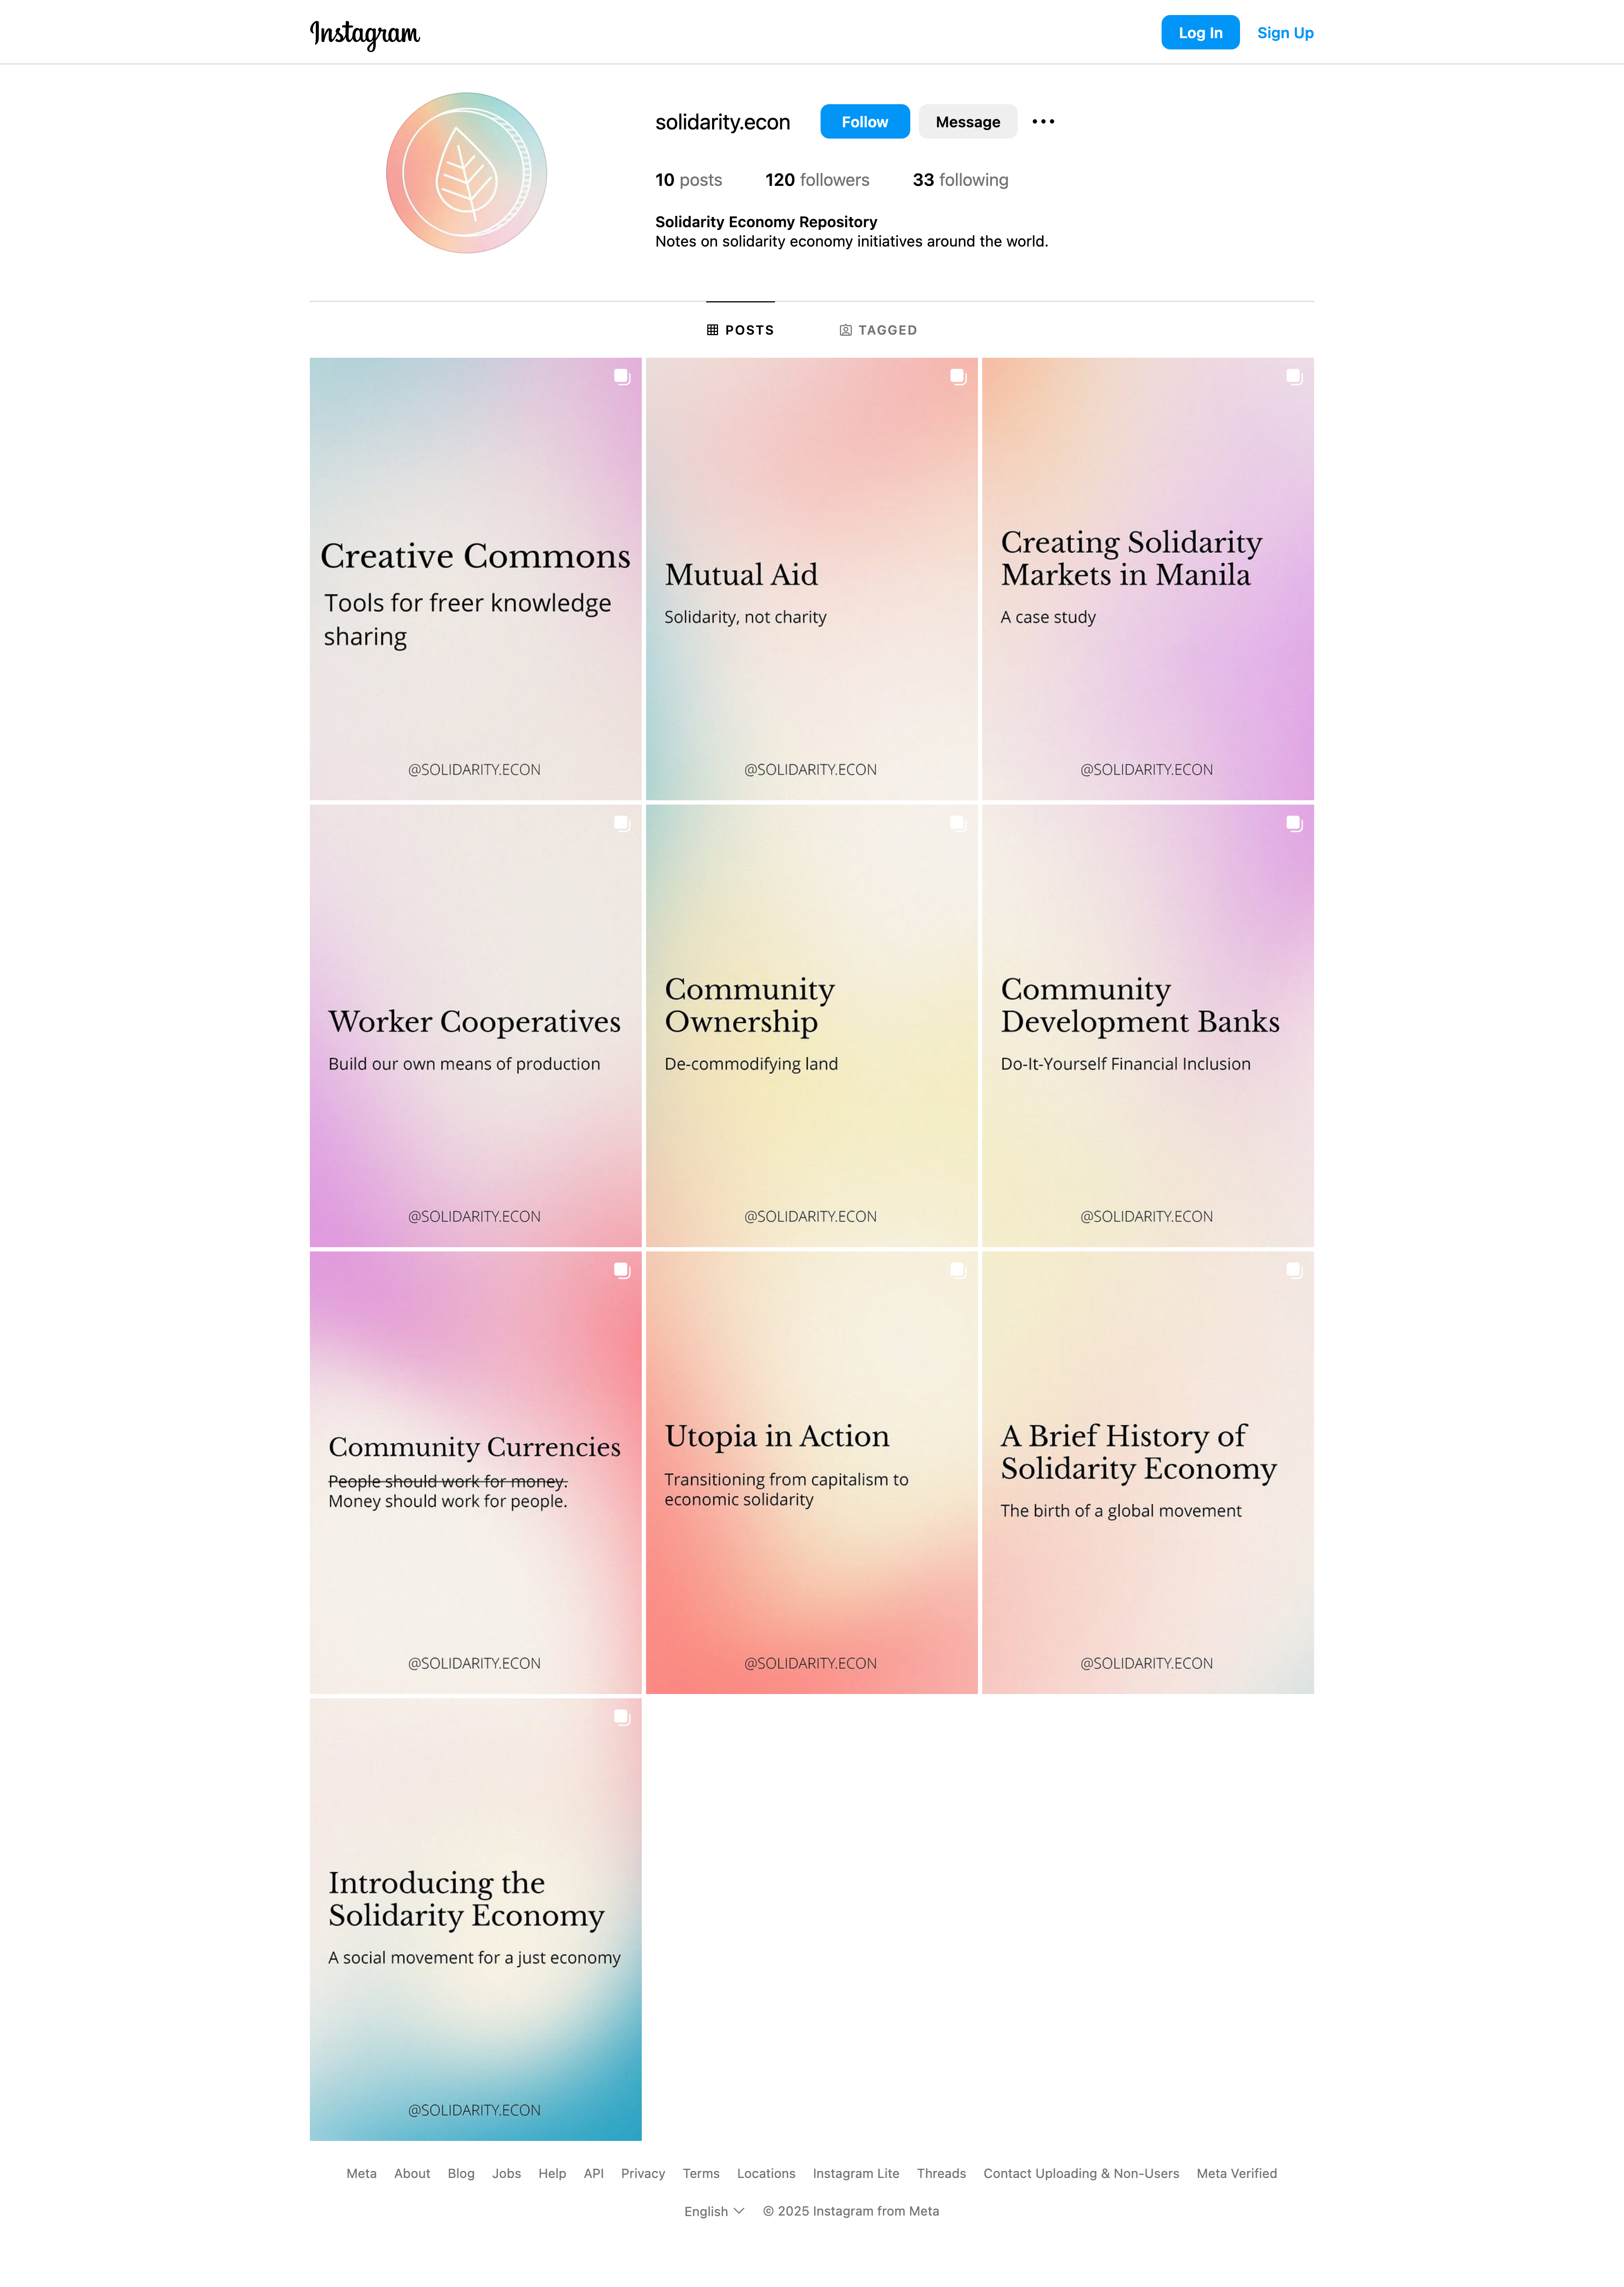 Instagram
Log In
Sign Up
solidarity.econ
Follow
Message
10 posts
120 followers
33 following
Solidarity Economy Repository
Notes on solidarity economy initiatives around the world.
POSTS
TAGGED
Creative Commons
Tools for freer knowledge
sharing
@SOLIDARITY.ECON
Mutual Aid
Solidarity, not charity
@SOLIDARITY.ECON
Creating Solidarity
Markets in Manila
A case study
@SOLIDARITY.ECON
Worker Cooperatives
Build our own means of production
@SOLIDARITY.ECON
Community
Ownership
De-commodifying land
@SOLIDARITY.ECON
Community
Development Banks
Do-It-Yourself Financial Inclusion
@SOLIDARITY.ECON
Community Currencies
People should work for money.
Money should work for people.
@SOLIDARITY.ECON
Utopia in Action
Transitioning from capitalism to
economic solidarity
@SOLIDARITY.ECON
A Brief History of
Solidarity Economy
The birth of a global movement
@SOLIDARITY.ECON
Introducing the
Solidarity Economy
A social movement for a just economy
@SOLIDARITY.ECON
Meta About Blog Jobs Help API Privacy Terms Locations Instagram Lite Threads Contact Uploading & Non-Users Meta Verified
English © 2025 Instagram from Meta